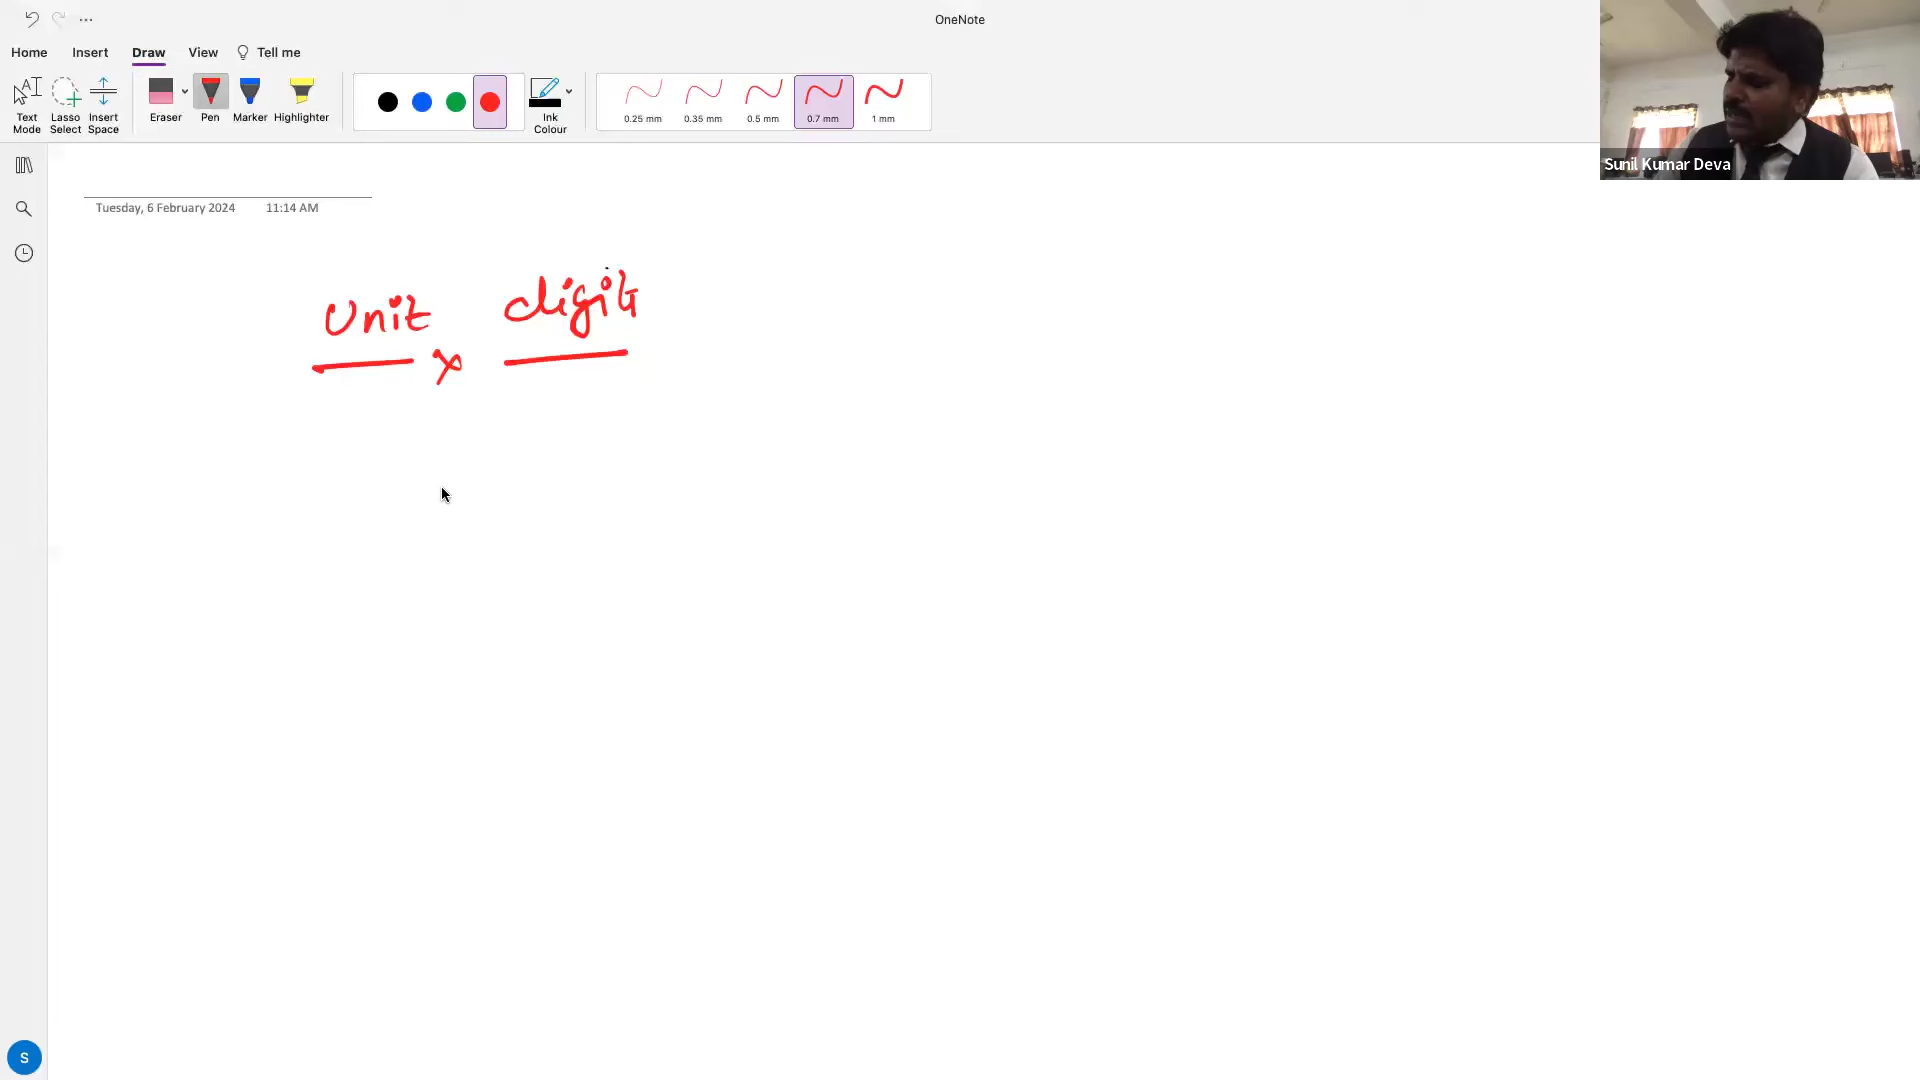 OneNote
Home Insert Draw View Tell me
Text Mode Lasso Select Insert Space Eraser Pen Marker Highlighter Ink Colour 0.25 mm 0.35 mm 0.5 mm 0.7 mm 1 mm
Sunil Kumar Deva
Tuesday, 6 February 2024 11:14 AM
Unit digit
×
S